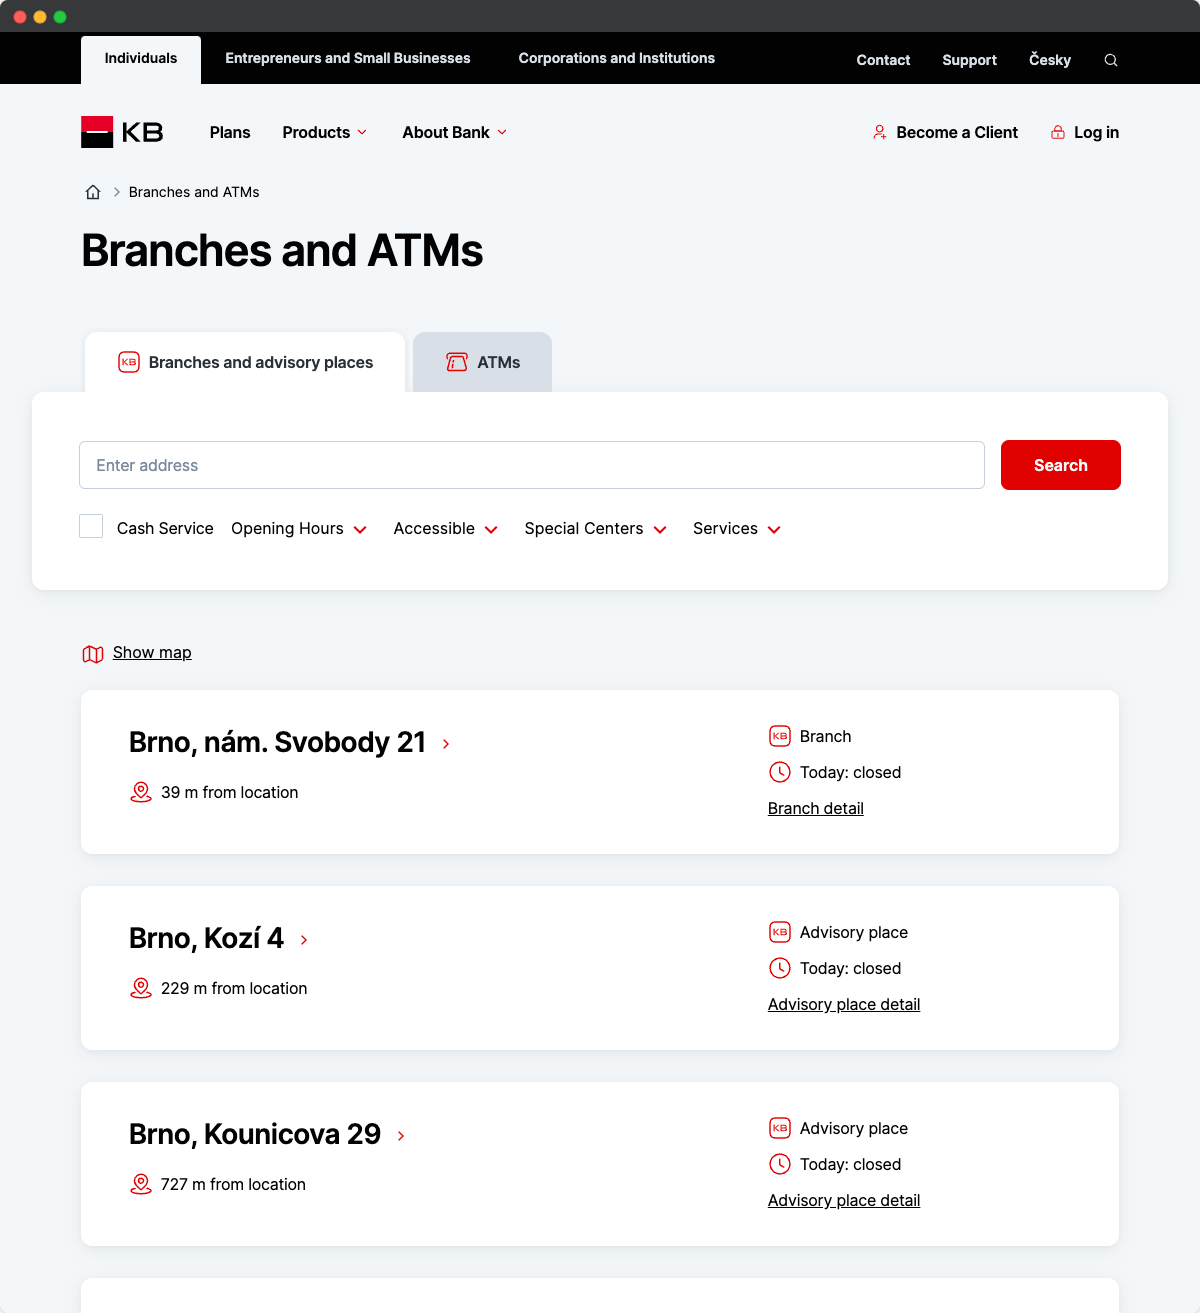 Individuals
Entrepreneurs and Small Businesses
Corporations and Institutions
Contact
Support
Česky
KB
Plans
Products
About Bank
Become a Client
Log in
Branches and ATMs
Branches and ATMs
KB Branches and advisory places
ATMs
Enter address
Search
Cash Service
Opening Hours
Accessible
Special Centers
Services
Show map
Brno, nám. Svobody 21
39 m from location
KB Branch
Today: closed
Branch detail
Brno, Kozí 4
229 m from location
KB Advisory place
Today: closed
Advisory place detail
Brno, Kounicova 29
727 m from location
KB Advisory place
Today: closed
Advisory place detail